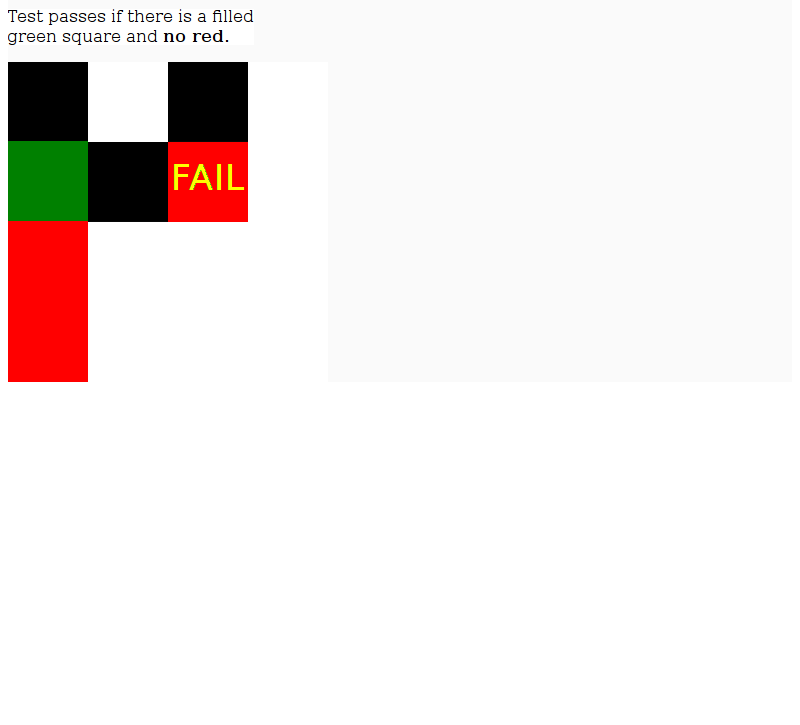 Test passes if there is a filled
green square and no red.
FAIL